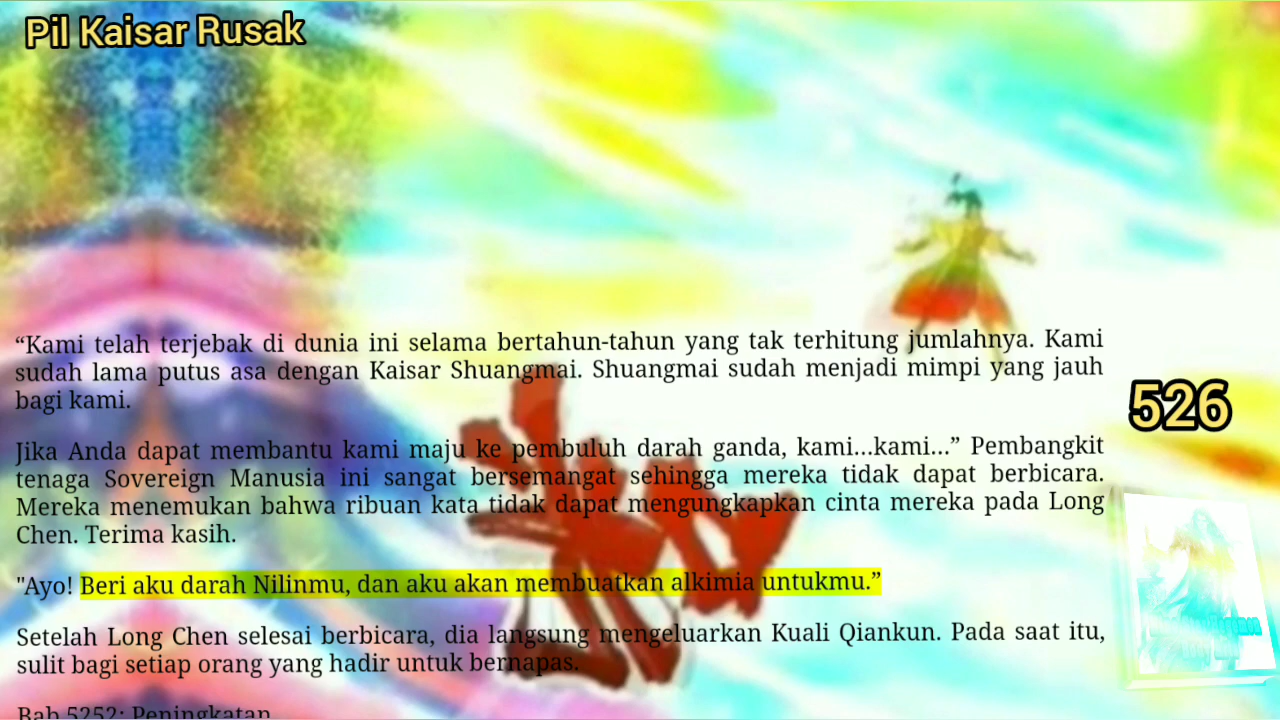 Pil Kaisar Rusak
“Kami telah terjebak di dunia ini selama bertahun-tahun yang tak terhitung jumlahnya. Kami
sudah lama putus asa dengan Kaisar Shuangmai. Shuangmai sudah menjadi mimpi yang jauh
bagi kami.
Jika Anda dapat membantu kami maju ke pembuluh darah ganda, kami...kami...” Pembangkit
tenaga Sovereign Manusia ini sangat bersemangat sehingga mereka tidak dapat berbicara.
Mereka menemukan bahwa ribuan kata tidak dapat mengungkapkan cinta mereka pada Long
Chen. Terima kasih.
"Ayo! Beri aku darah Nilinmu, dan aku akan membuatkan alkimia untukmu.”
Setelah Long Chen selesai berbicara, dia langsung mengeluarkan Kuali Qiankun. Pada saat itu,
sulit bagi setiap orang yang hadir untuk bernapas.
Bab 5252: Peningkatan
526